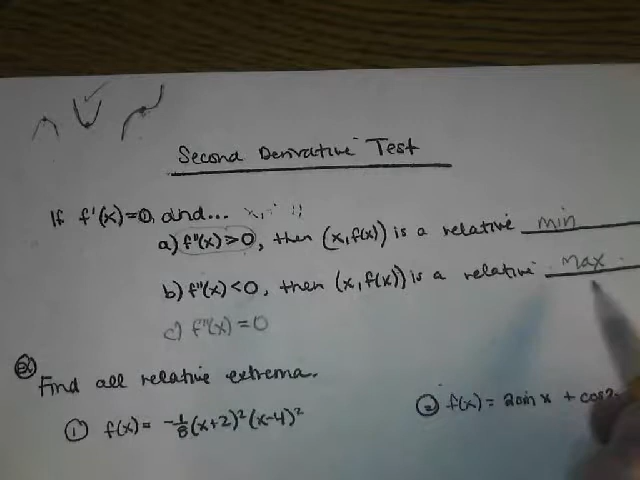 Second Derivative Test
If f'(x)=0, and...
a) f''(x)>0, then (x,f(x)) is a relative min
b) f''(x)<0, then (x,f(x)) is a relative max
c) f''(x)=0
Ex
Find all relative extrema.
① f(x) = -1/8(x+2)²(x-4)²
② f(x) = 2sin x + cos2